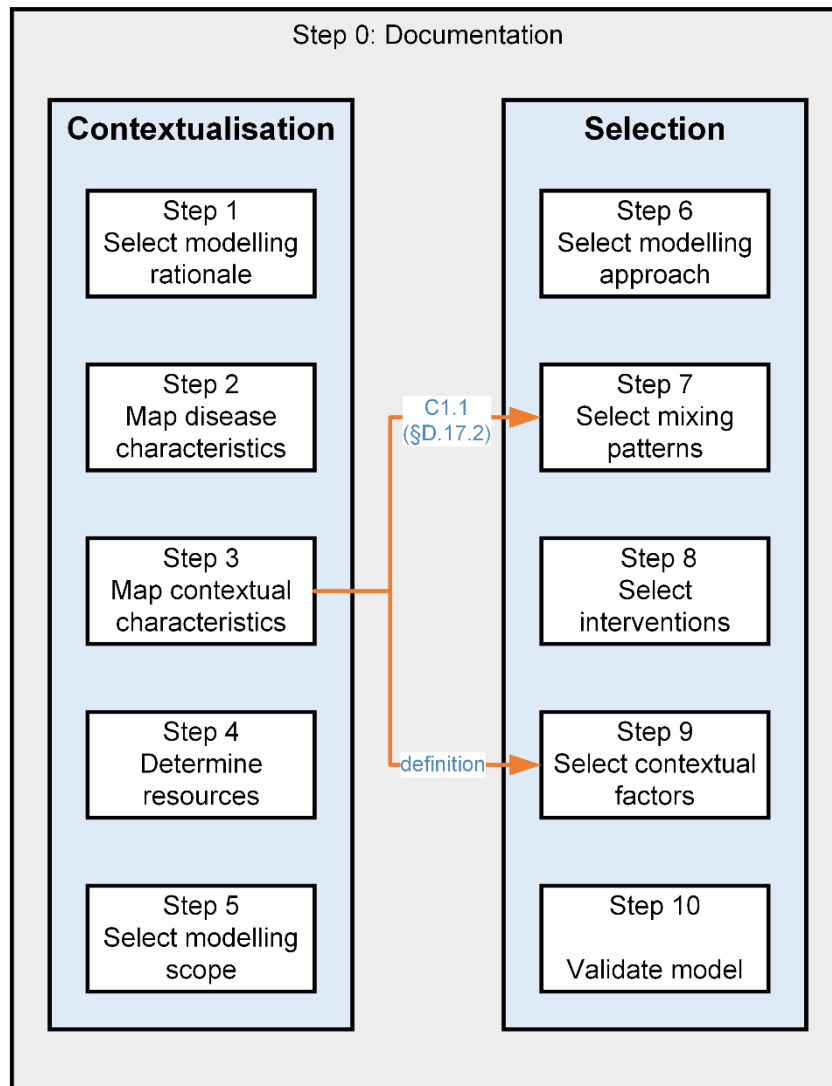 Step 0: Documentation
Contextualisation
Step 1
Select modelling
rationale
Step 2
Map disease
characteristics
Step 3
Map contextual
characteristics
Step 4
Determine
resources
Step 5
Select modelling
scope
C1.1
(§D.17.2)
definition
Selection
Step 6
Select modelling
approach
Step 7
Select mixing
patterns
Step 8
Select
interventions
Step 9
Select contextual
factors
Step 10
Validate model